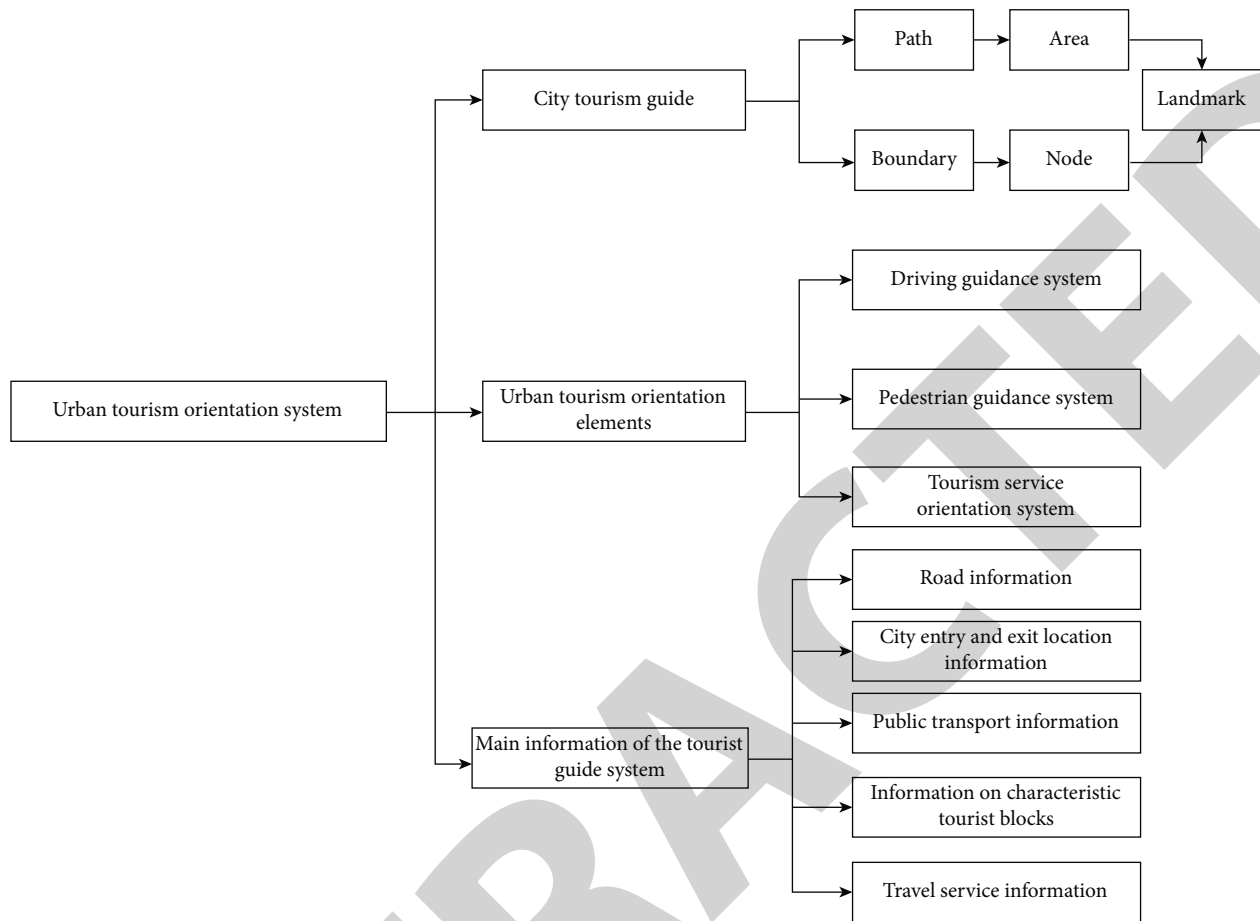 Path
Area
City tourism guide
Landmark
Boundary
Node
Driving guidance system
Urban tourism orientation system
Urban tourism orientation
elements
Pedestrian guidance system
Tourism service
orientation system
Road information
City entry and exit location
information
Public transport information
Main information of the tourist
guide system
Information on characteristic
tourist blocks
Travel service information
RACTED